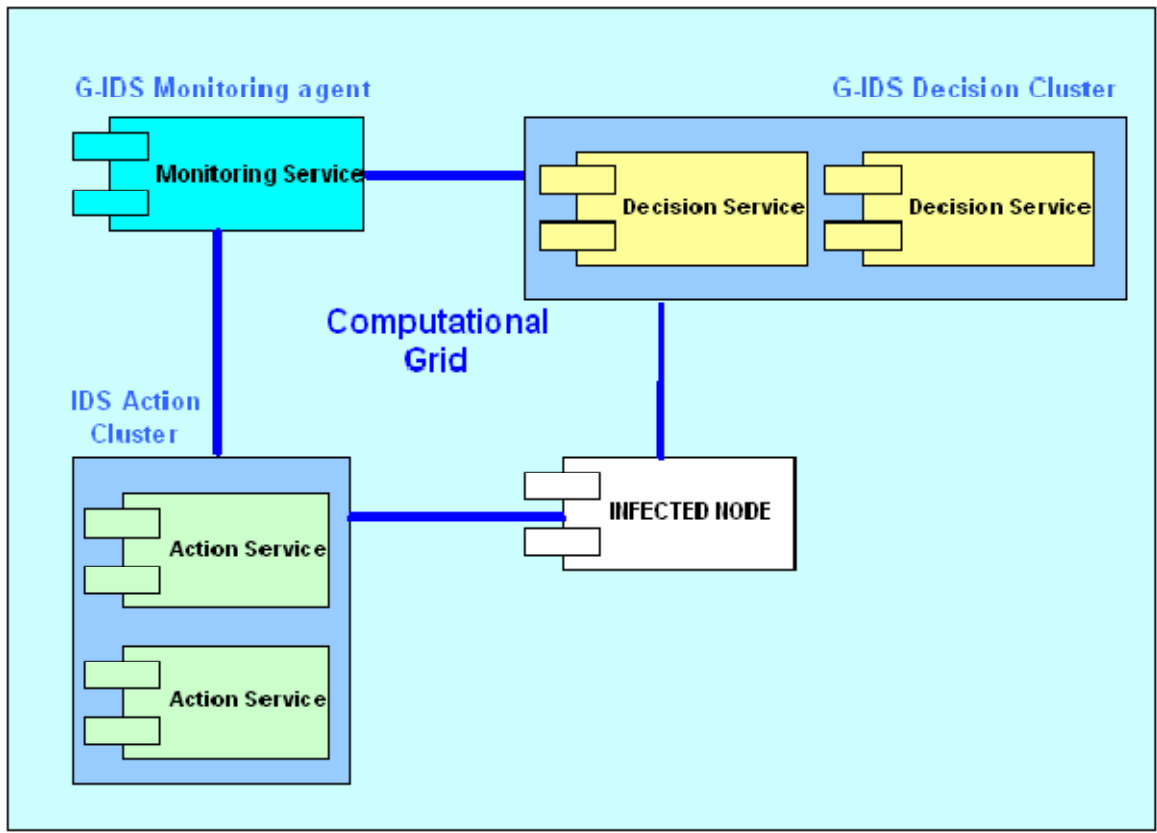 G-IDS Monitoring agent
G-IDS Decision Cluster
Monitoring Service
Decision Service
Decision Service
Computational
Grid
IDS Action
Cluster
INFECTED NODE
Action Service
Action Service